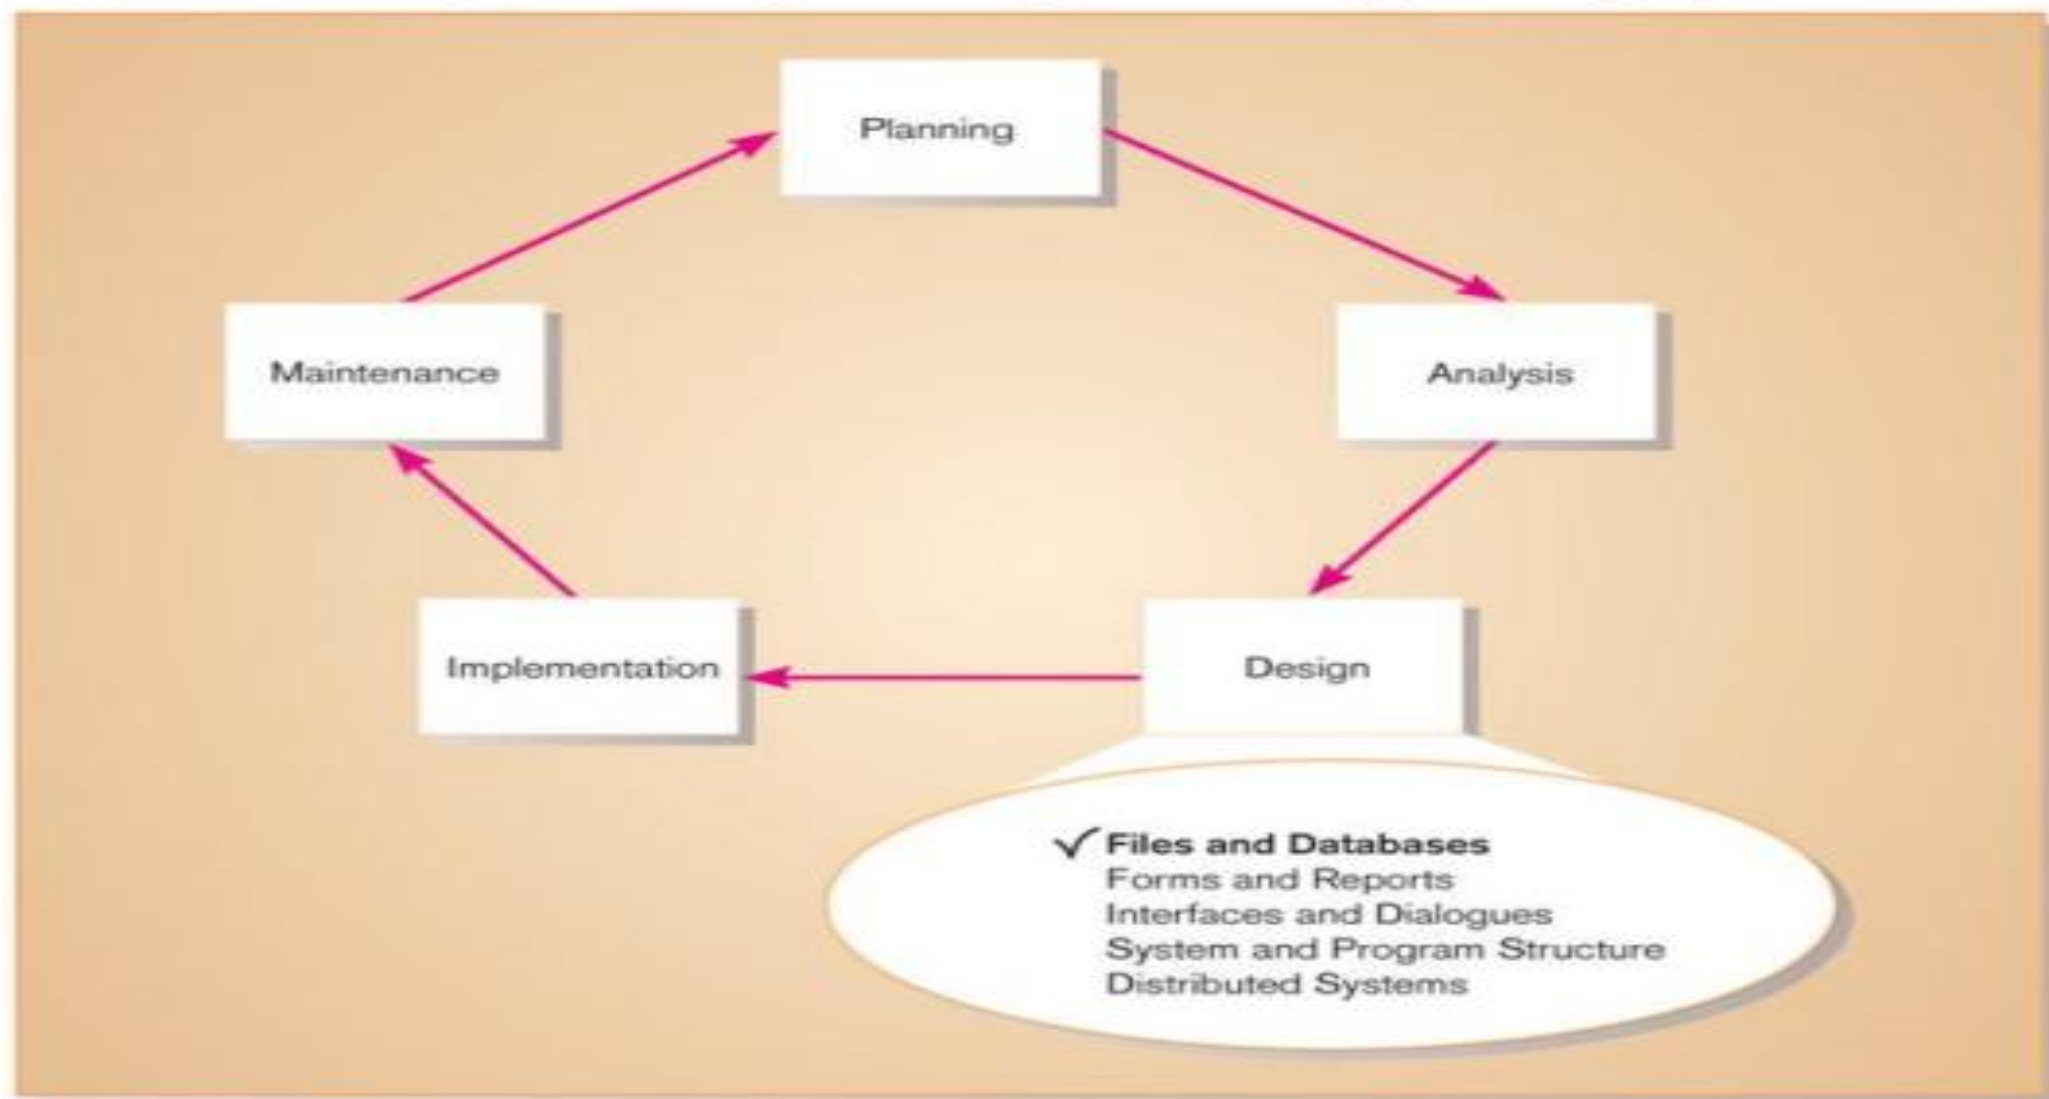 Planning
Maintenance
Analysis
Implementation
Design
✓ Files and Databases
Forms and Reports
Interfaces and Dialogues
System and Program Structure
Distributed Systems